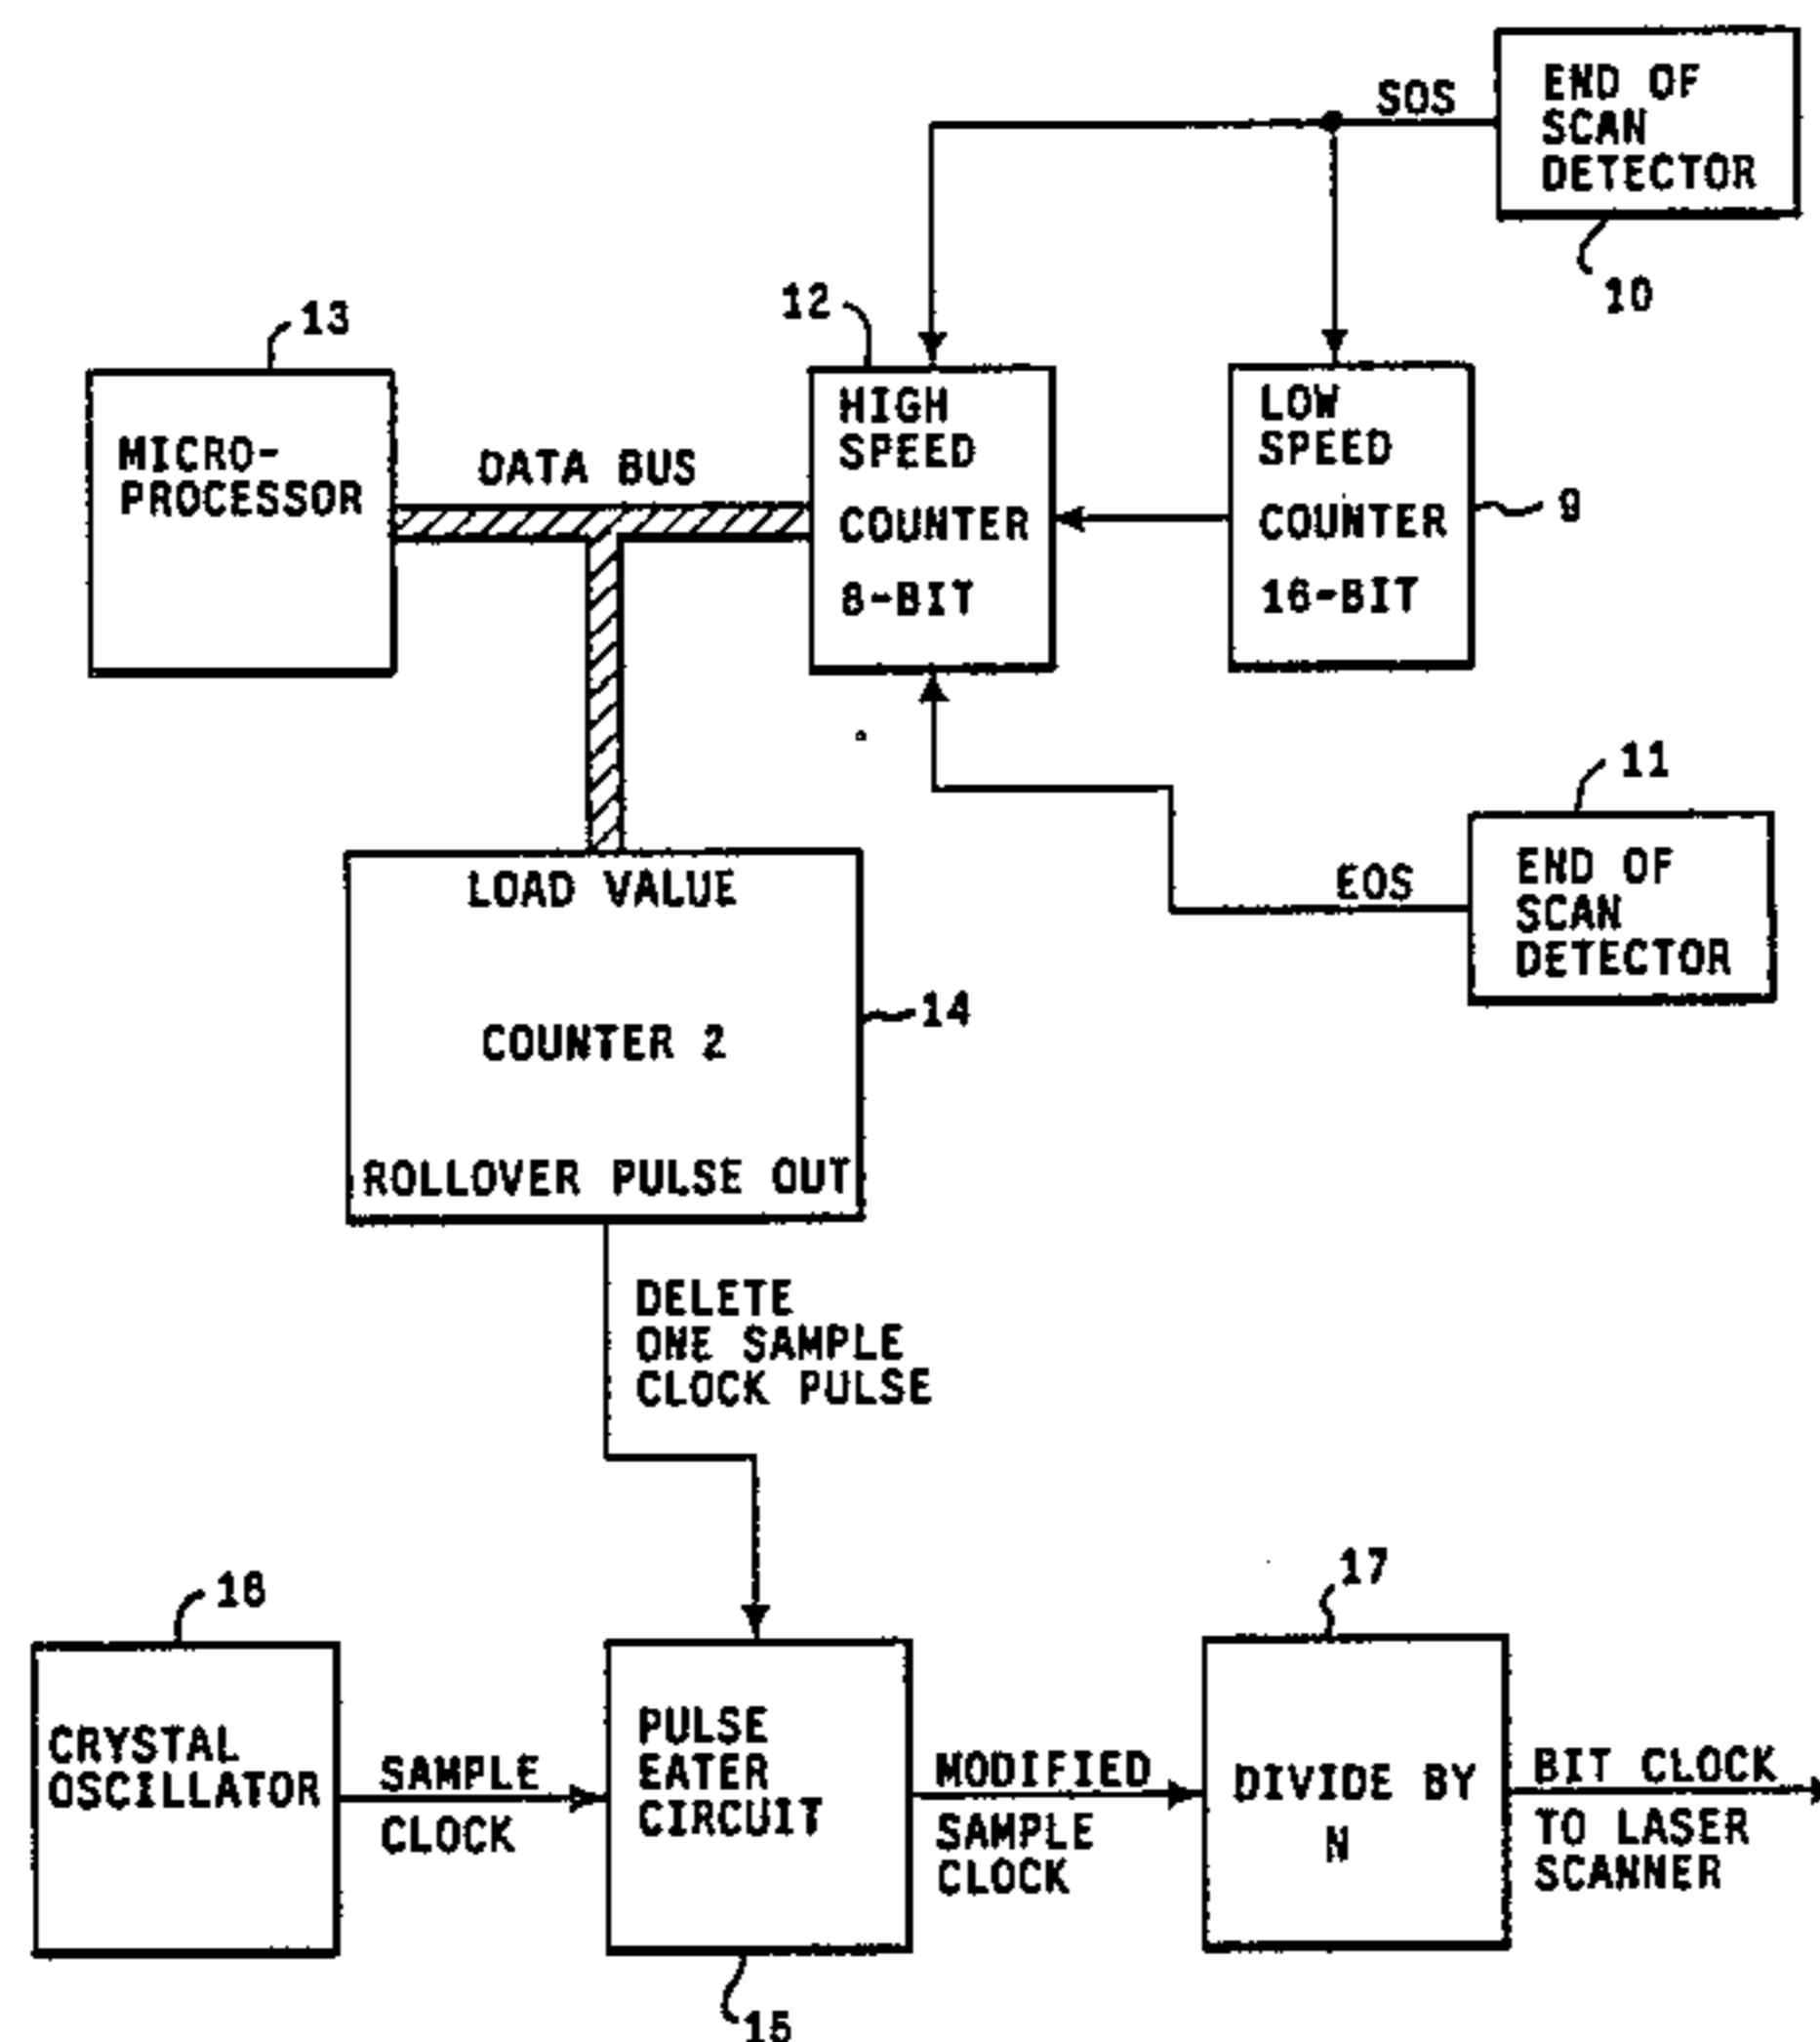 SOS
END OF
SCAN
DETECTOR
10
12
13
HIGH
SPEED
COUNTER
8-BIT
LOW
SPEED
COUNTER
16-BIT
9
MICRO-
PROCESSOR
DATA BUS
11
EOS
END OF
SCAN
DETECTOR
LOAD VALUE
COUNTER 2
ROLLOVER PULSE OUT
14
DELETE
ONE SAMPLE
CLOCK PULSE
16
CRYSTAL
OSCILLATOR
SAMPLE
CLOCK
PULSE
EATER
CIRCUIT
15
MODIFIED
SAMPLE
CLOCK
17
DIVIDE BY
N
BIT CLOCK
TO LASER
SCANNER